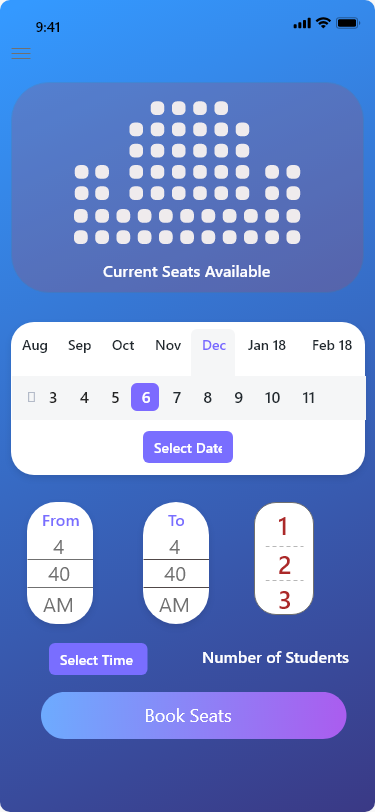 9:41
Current Seats Available
Aug Sep Oct Nov Dec Jan 18 Feb 18
3 4 5 6 7 8 9 10 11
Select Date
From To
4 4 1
40 40 2
AM AM 3
Select Time Number of Students
Book Seats